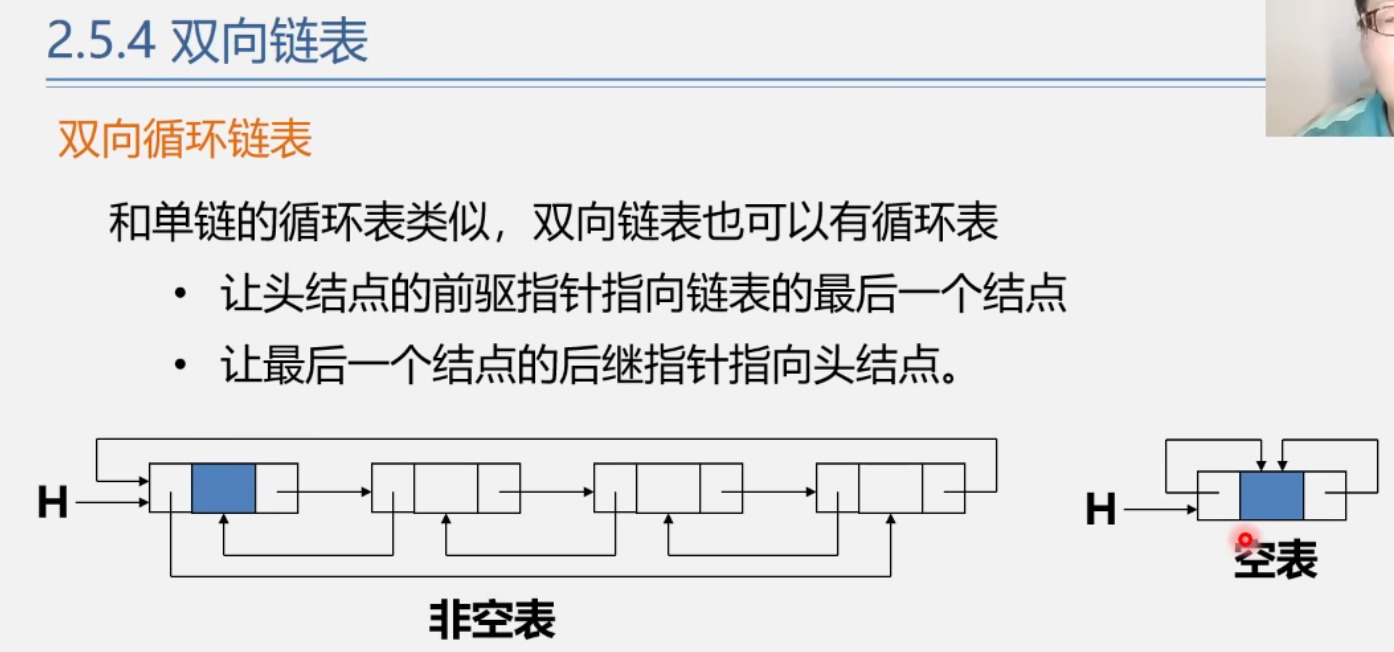 2.5.4 双向链表
双向循环链表
和单链的循环表类似，双向链表也可以有循环表
• 让头结点的前驱指针指向链表的最后一个结点
• 让最后一个结点的后继指针指向头结点。
H
H
非空表
空表